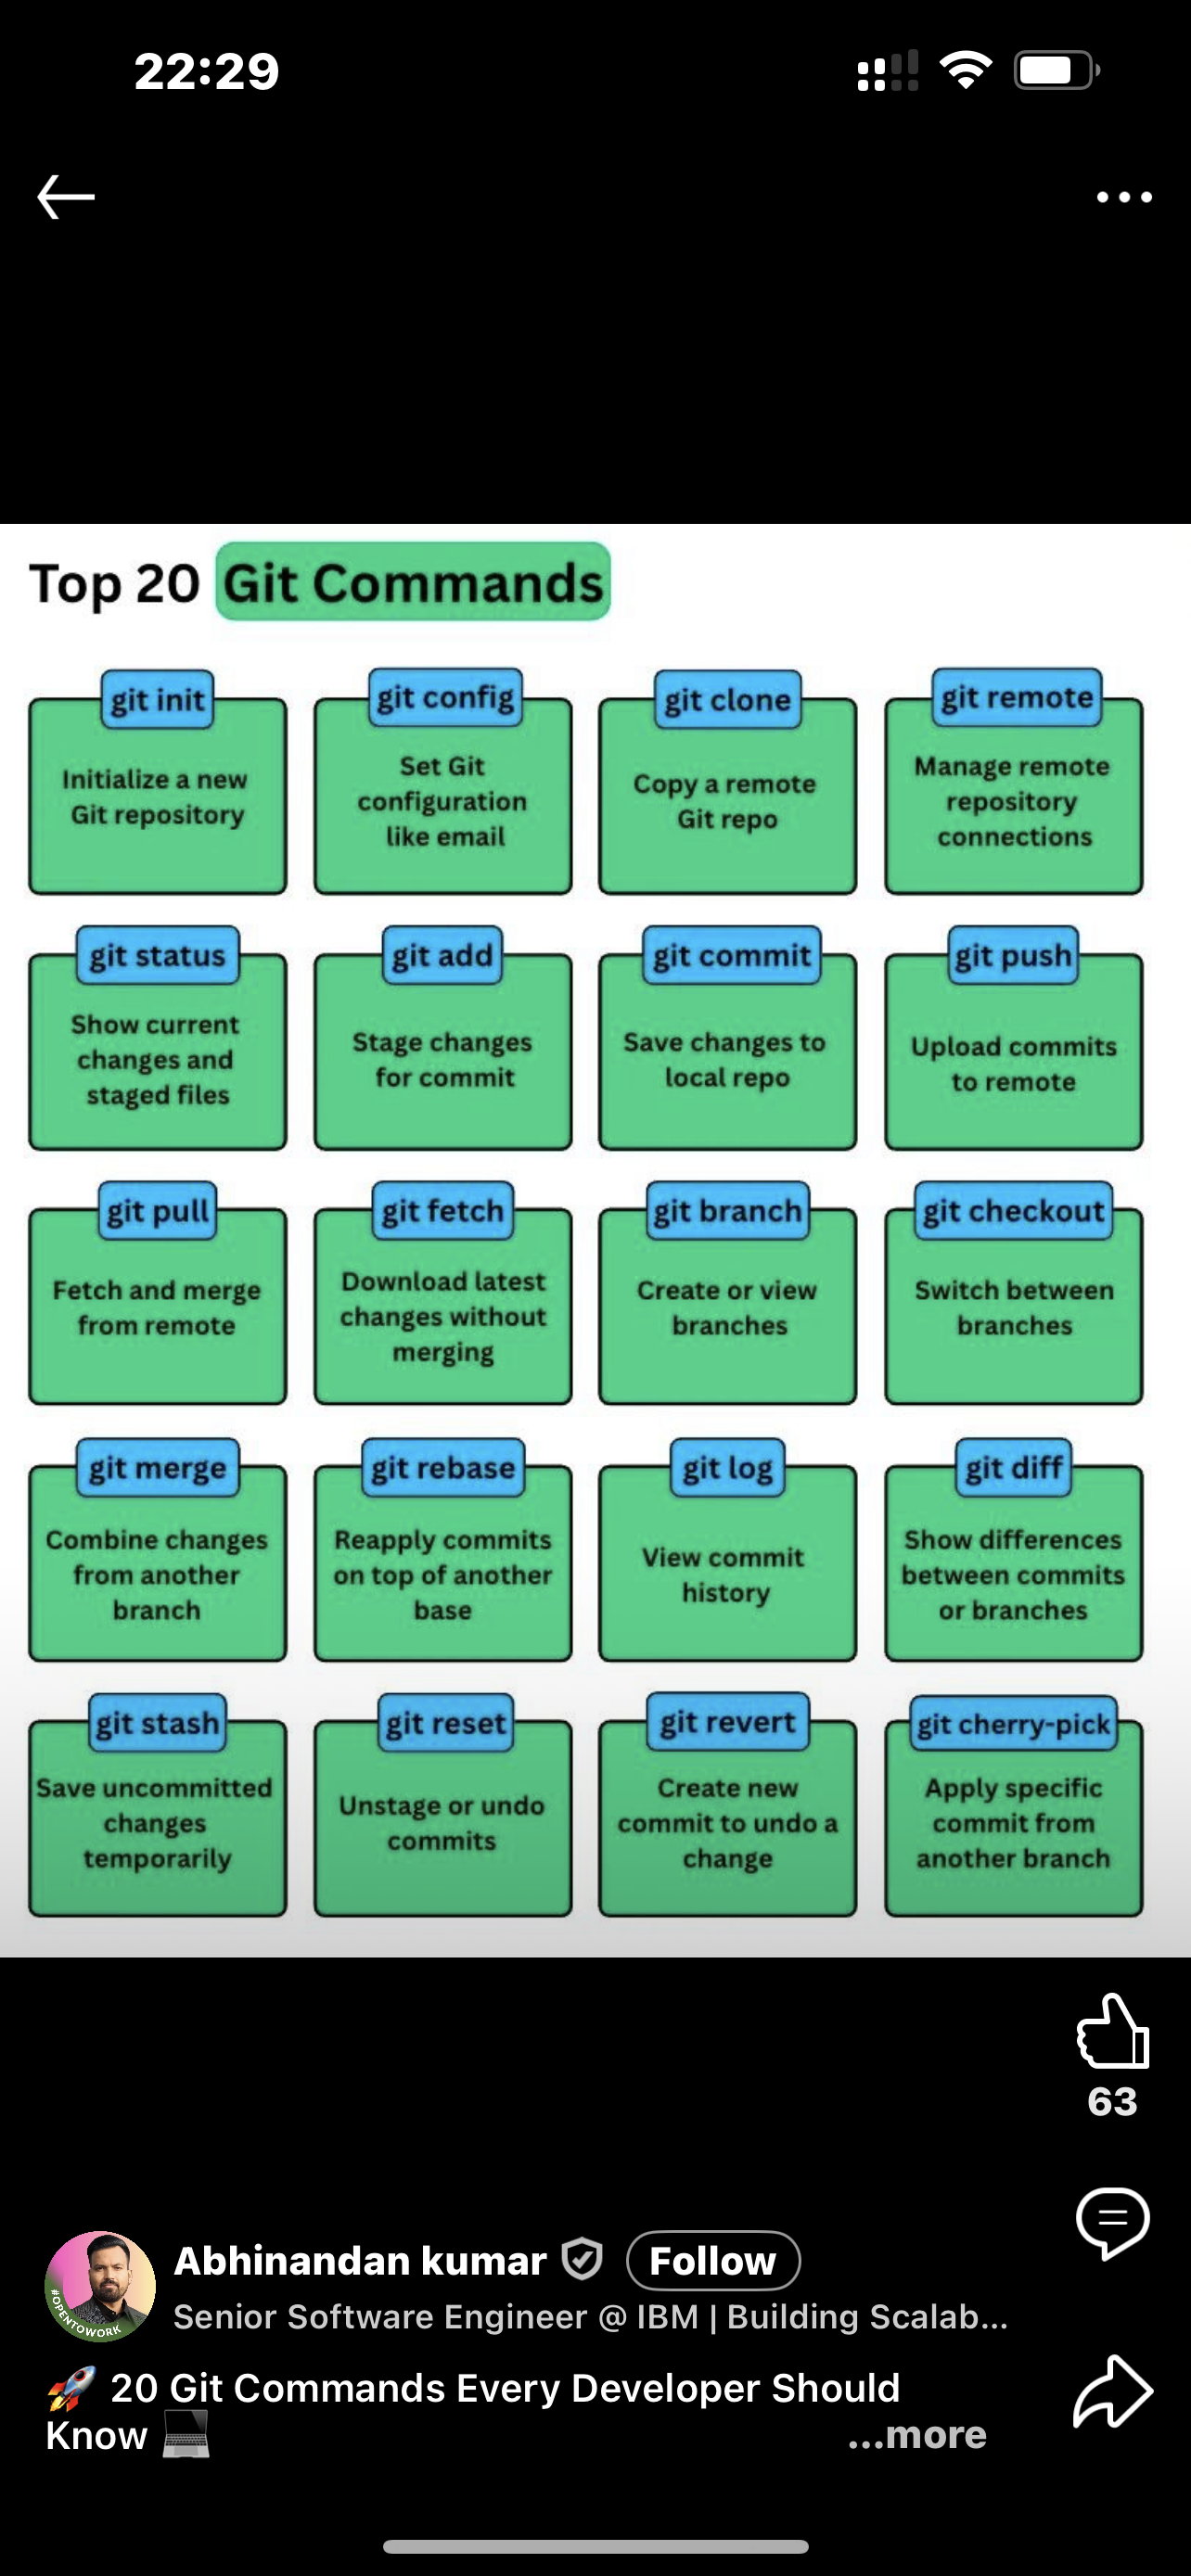 22:29
Top 20 Git Commands
git init
Initialize a new
Git repository
git config
Set Git
configuration
like email
git clone
Copy a remote
Git repo
git remote
Manage remote
repository
connections
git status
Show current
changes and
staged files
git add
Stage changes
for commit
git commit
Save changes to
local repo
git push
Upload commits
to remote
git pull
Fetch and merge
from remote
git fetch
Download latest
changes without
merging
git branch
Create or view
branches
git checkout
Switch between
branches
git merge
Combine changes
from another
branch
git rebase
Reapply commits
on top of another
base
git log
View commit
history
git diff
Show differences
between commits
or branches
git stash
Save uncommitted
changes
temporarily
git reset
Unstage or undo
commits
git revert
Create new
commit to undo a
change
git cherry-pick
Apply specific
commit from
another branch
63
Abhinandan kumar Follow
Senior Software Engineer @ IBM | Building Scalab...
#OPENTOWORK
🚀 20 Git Commands Every Developer Should
Know 💻 ...more